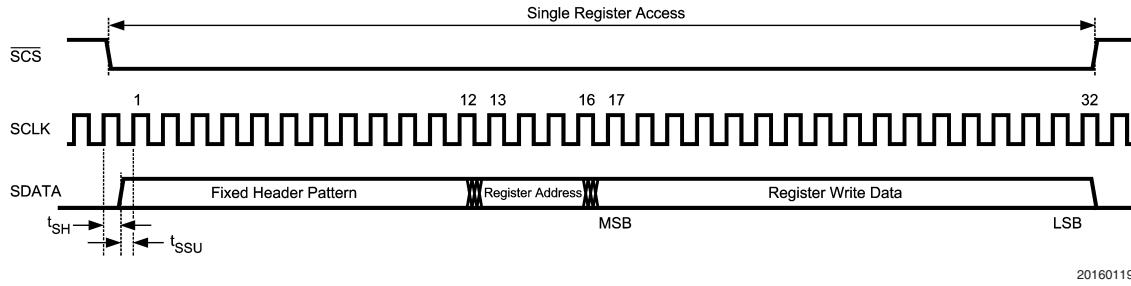 Single Register Access
SCS
1 12 13 16 17 32
SCLK
SDATA Fixed Header Pattern Register Address Register Write Data
MSB LSB
tSH
tSSU
20160119